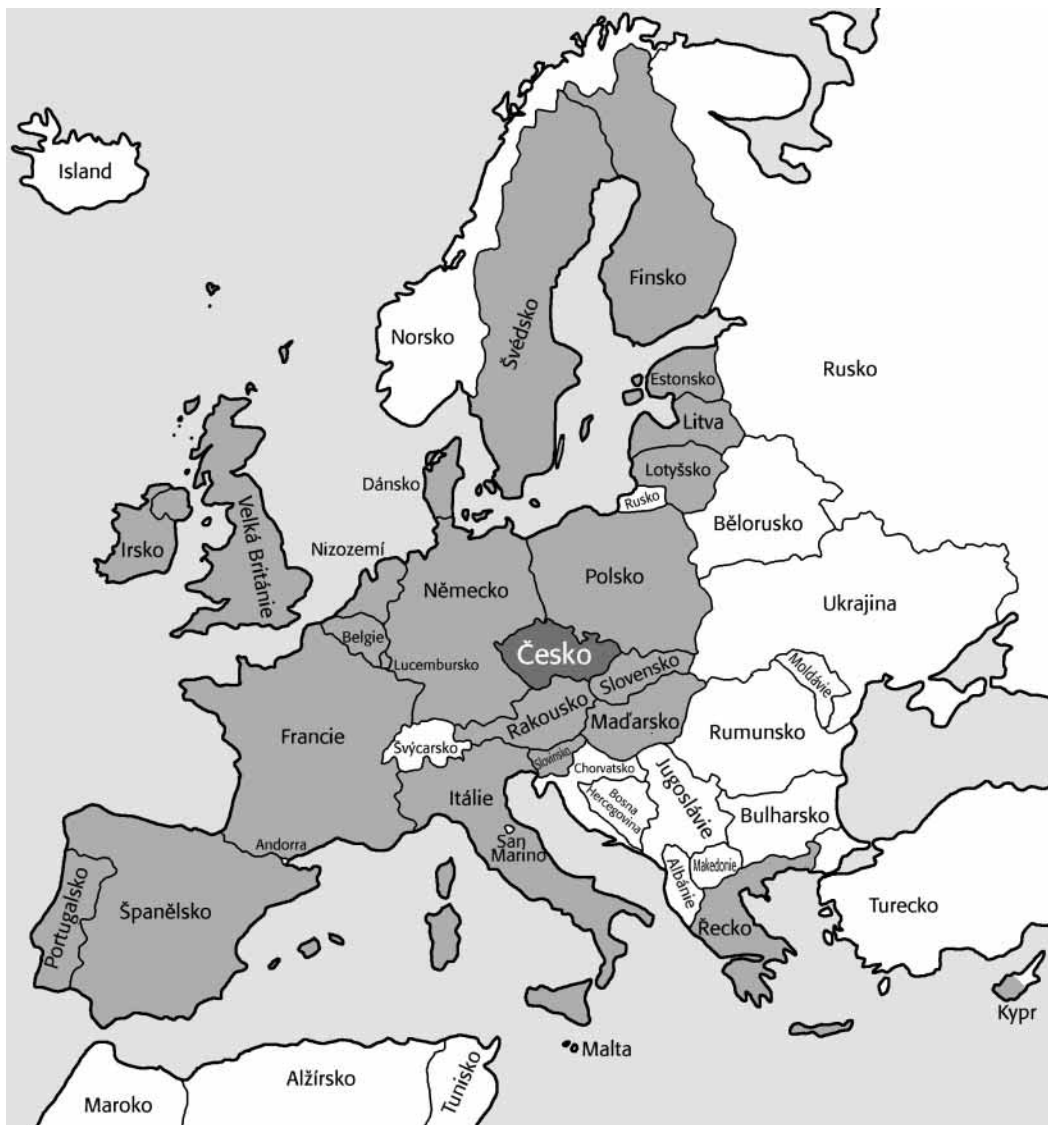 Island
Finsko
Švédsko
Norsko
Rusko
Estonsko
Litva
Lotyšsko
Dánsko
Rusko
Bělorusko
Irsko
Velká Británie
Nizozemí
Německo
Polsko
Ukrajina
Belgie
Lucembursko
Česko
Slovensko
Moldávie
Francie
Švýcarsko
Rakousko
Maďarsko
Rumunsko
Slovinsko
Chorvatsko
Itálie
Bosna
Hercegovina
Jugoslávie
Bulharsko
Andorra
San
Marino
Albánie
Makedonie
Portugalsko
Španělsko
Řecko
Turecko
Kypr
Malta
Maroko
Alžírsko
Tunisko